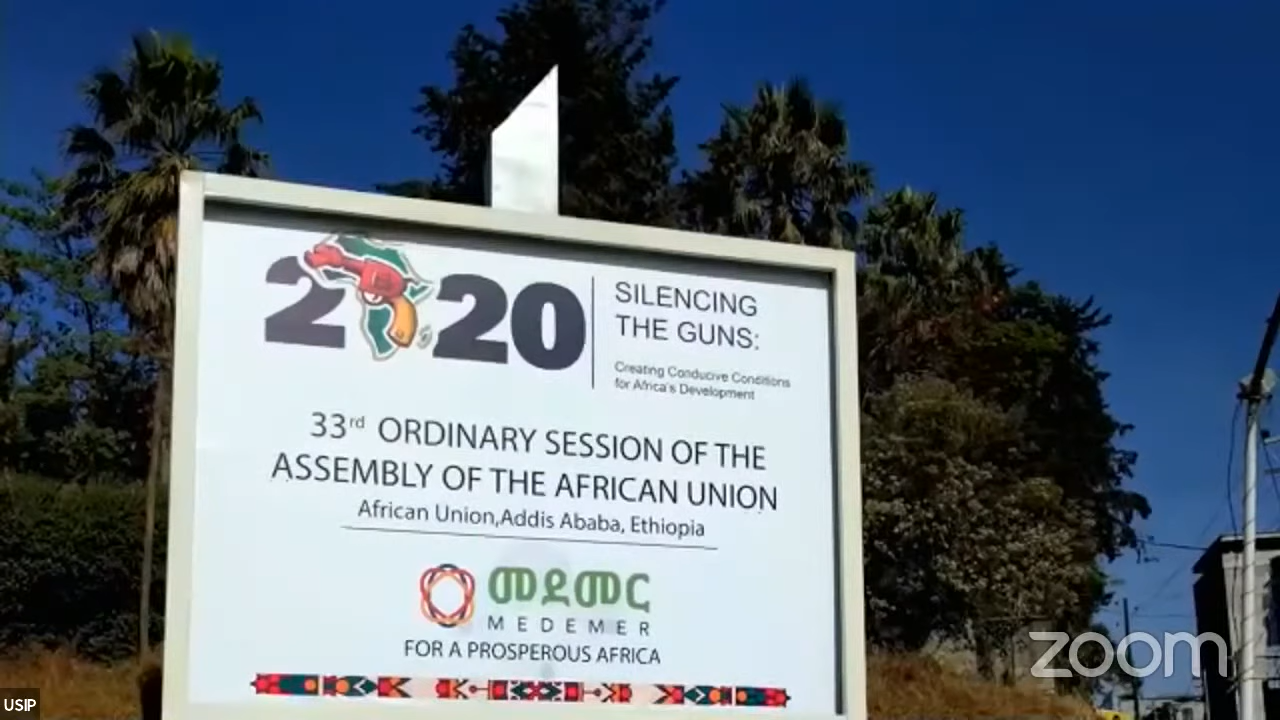 2020
SILENCING
THE GUNS:
Creating Conducive Conditions
for Africa's Development
33rd ORDINARY SESSION OF THE
ASSEMBLY OF THE AFRICAN UNION
African Union,Addis Ababa, Ethiopia
መደመር
MEDEMER
FOR A PROSPEROUS AFRICA
zoom
USIP